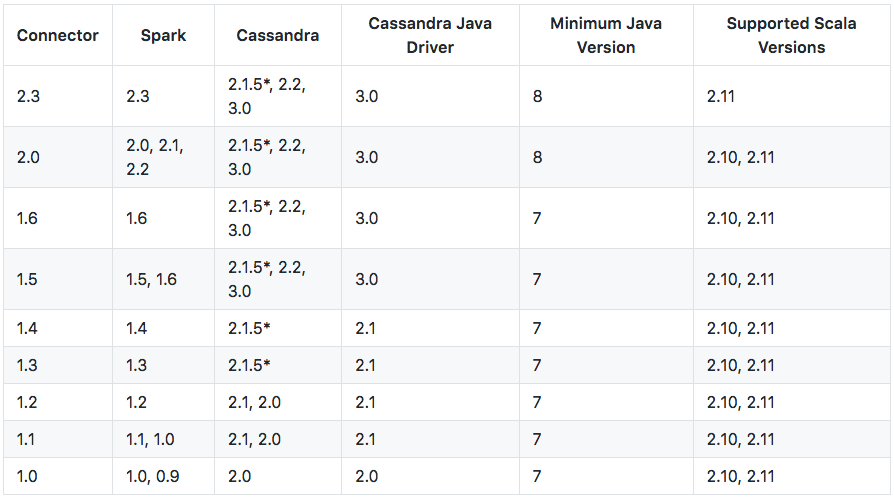 Connector Spark Cassandra Cassandra Java Driver Minimum Java Version Supported Scala Versions
2.3 2.3 2.1.5*, 2.2, 3.0 3.0 8 2.11
2.0 2.0, 2.1, 2.2 2.1.5*, 2.2, 3.0 3.0 8 2.10, 2.11
1.6 1.6 2.1.5*, 2.2, 3.0 3.0 7 2.10, 2.11
1.5 1.5, 1.6 2.1.5*, 2.2, 3.0 3.0 7 2.10, 2.11
1.4 1.4 2.1.5* 2.1 7 2.10, 2.11
1.3 1.3 2.1.5* 2.1 7 2.10, 2.11
1.2 1.2 2.1, 2.0 2.1 7 2.10, 2.11
1.1 1.1, 1.0 2.1, 2.0 2.1 7 2.10, 2.11
1.0 1.0, 0.9 2.0 2.0 7 2.10, 2.11